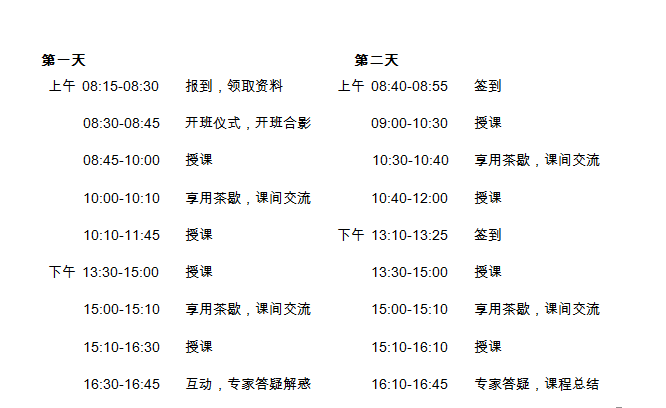 第一天
上午 08:15-08:30 报到，领取资料
08:30-08:45 开班仪式，开班合影
08:45-10:00 授课
10:00-10:10 享用茶歇，课间交流
10:10-11:45 授课
下午 13:30-15:00 授课
15:00-15:10 享用茶歇，课间交流
15:10-16:30 授课
16:30-16:45 互动，专家答疑解惑
第二天
上午 08:40-08:55 签到
09:00-10:30 授课
10:30-10:40 享用茶歇，课间交流
10:40-12:00 授课
下午 13:10-13:25 签到
13:30-15:00 授课
15:00-15:10 享用茶歇，课间交流
15:10-16:10 授课
16:10-16:45 专家答疑，课程总结